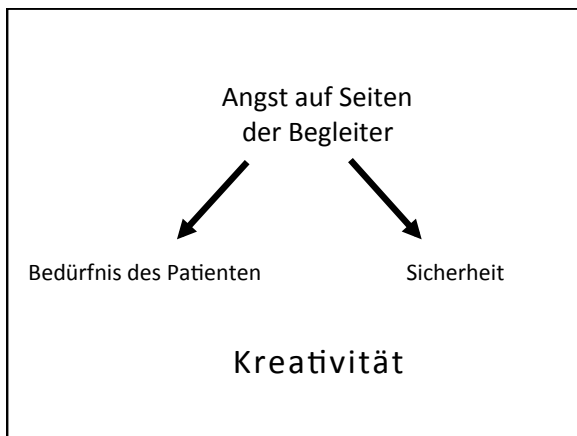 Angst auf Seiten
der Begleiter
Bedürfnis des Patienten
Sicherheit
Kreativität